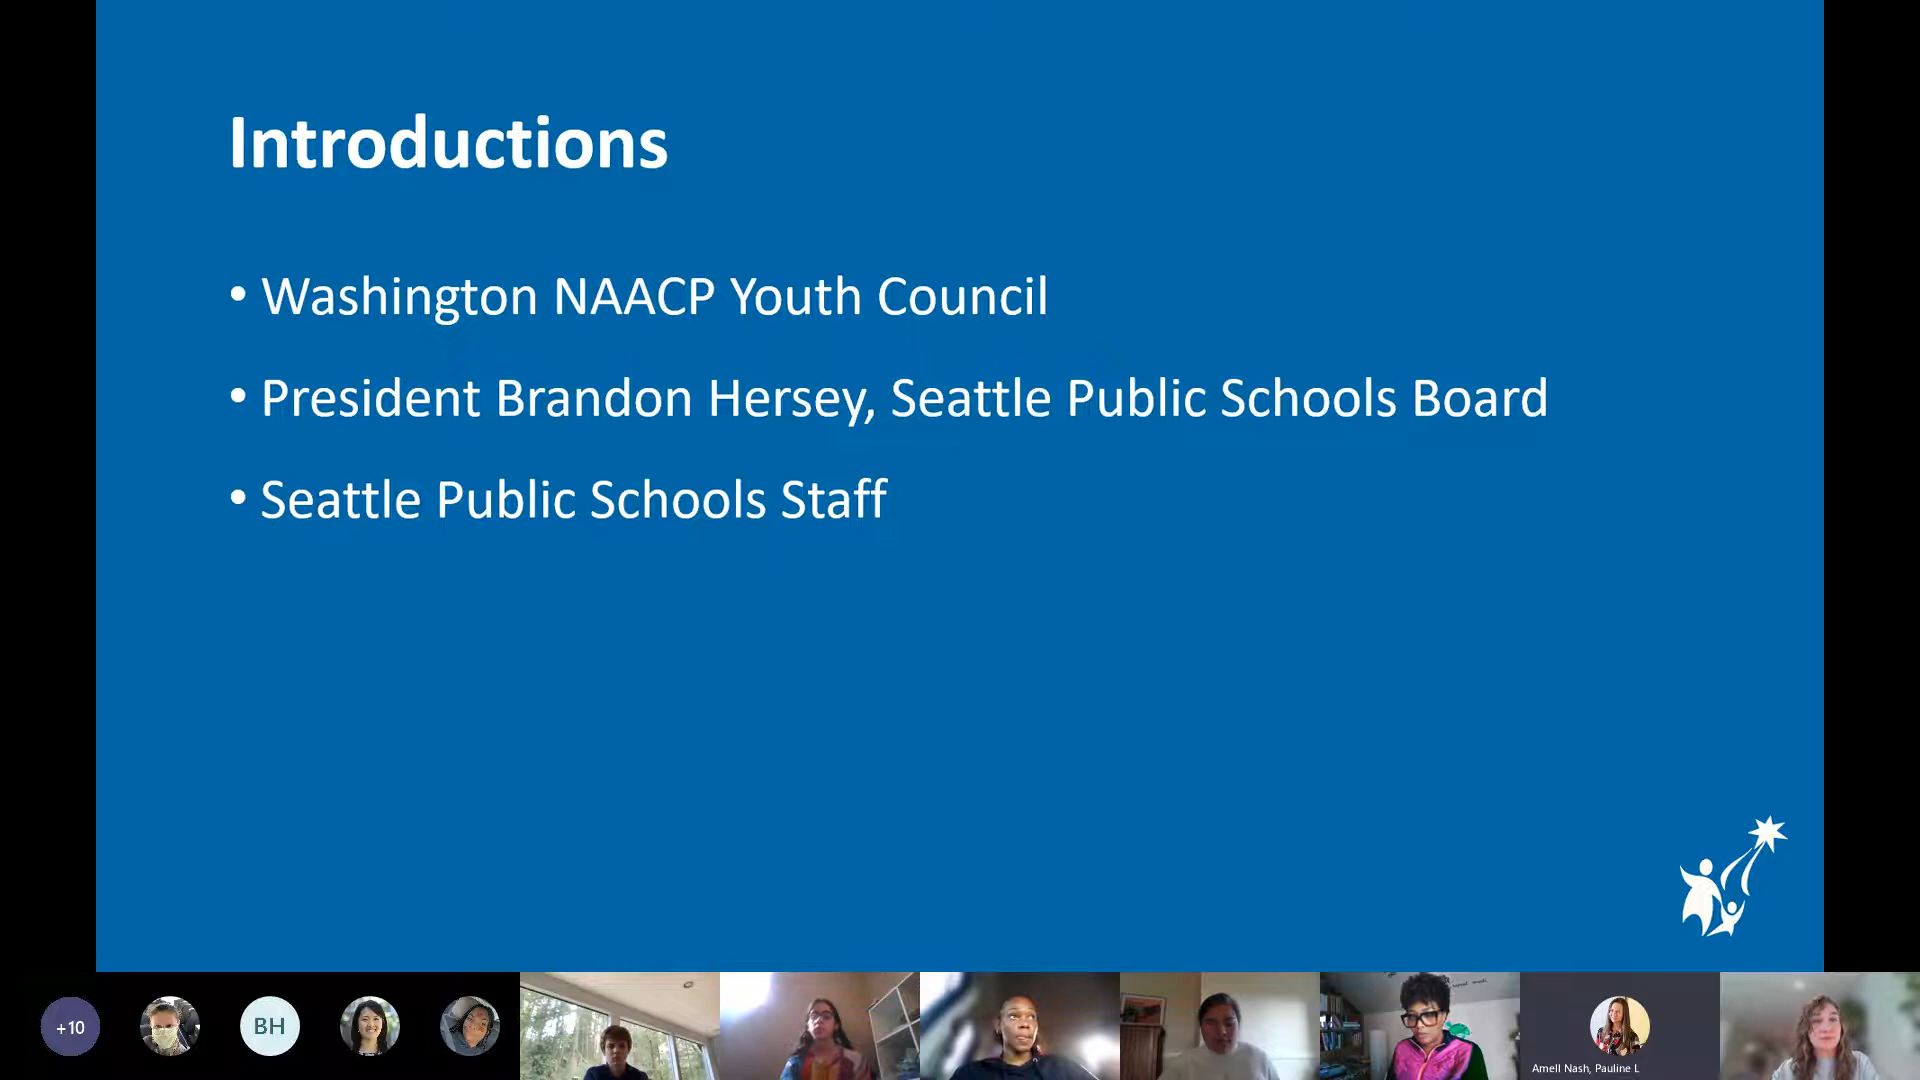 Introductions
• Washington NAACP Youth Council
• President Brandon Hersey, Seattle Public Schools Board
• Seattle Public Schools Staff
+10
BH
Amell Nash, Pauline L